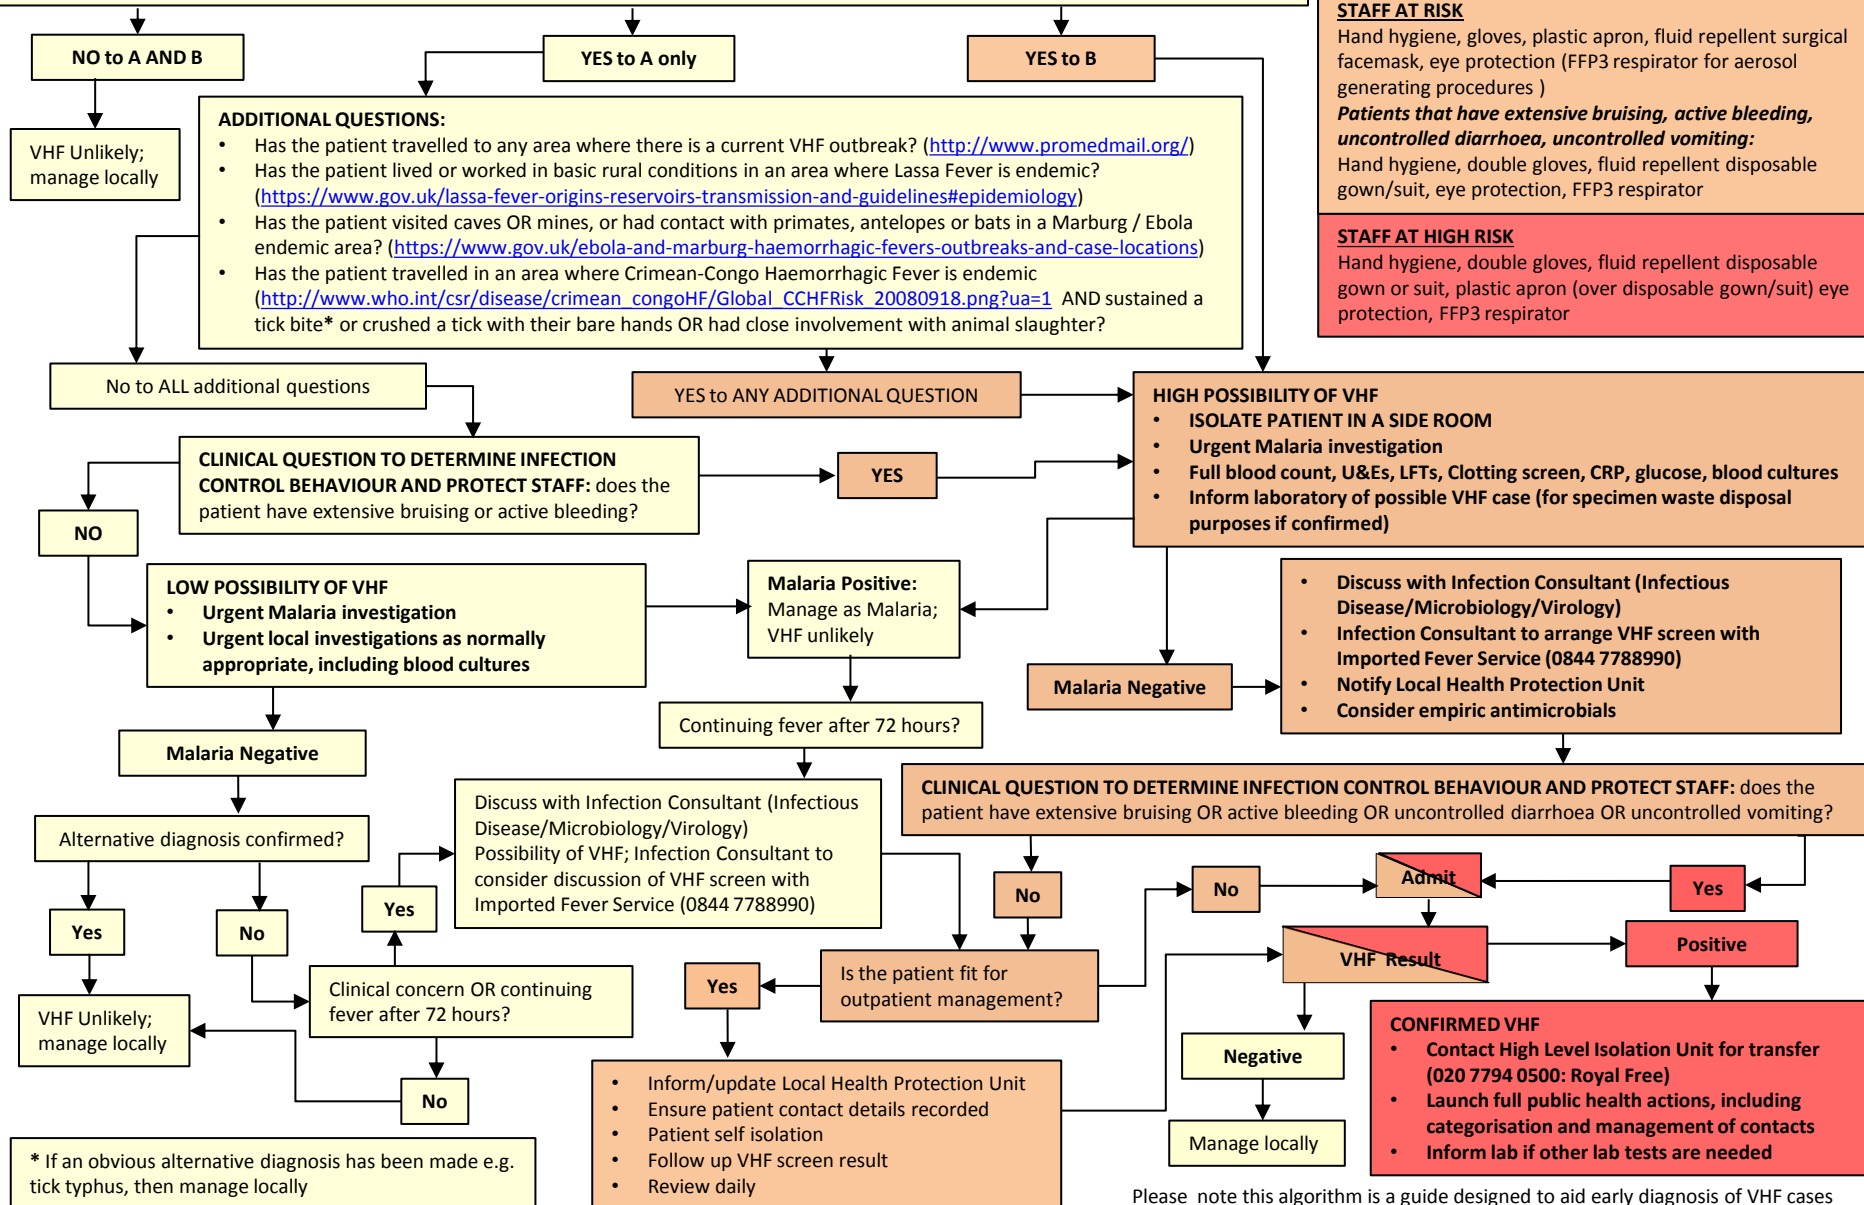 NO to A AND B
YES to A only
YES to B
VHF Unlikely;
manage locally
ADDITIONAL QUESTIONS:
• Has the patient travelled to any area where there is a current VHF outbreak? (http://www.promedmail.org/)
• Has the patient lived or worked in basic rural conditions in an area where Lassa Fever is endemic?
(https://www.gov.uk/lassa-fever-origins-reservoirs-transmission-and-guidelines#epidemiology)
• Has the patient visited caves OR mines, or had contact with primates, antelopes or bats in a Marburg / Ebola
endemic area? (https://www.gov.uk/ebola-and-marburg-haemorrhagic-fevers-outbreaks-and-case-locations)
• Has the patient travelled in an area where Crimean-Congo Haemorrhagic Fever is endemic
(http://www.who.int/csr/disease/crimean_congoHF/Global_CCHFRisk_20080918.png?ua=1 AND sustained a
tick bite* or crushed a tick with their bare hands OR had close involvement with animal slaughter?
STAFF AT RISK
Hand hygiene, gloves, plastic apron, fluid repellent surgical
facemask, eye protection (FFP3 respirator for aerosol
generating procedures )
Patients that have extensive bruising, active bleeding,
uncontrolled diarrhoea, uncontrolled vomiting:
Hand hygiene, double gloves, fluid repellent disposable
gown/suit, eye protection, FFP3 respirator
STAFF AT HIGH RISK
Hand hygiene, double gloves, fluid repellent disposable
gown or suit, plastic apron (over disposable gown/suit) eye
protection, FFP3 respirator
No to ALL additional questions
YES to ANY ADDITIONAL QUESTION
HIGH POSSIBILITY OF VHF
• ISOLATE PATIENT IN A SIDE ROOM
• Urgent Malaria investigation
• Full blood count, U&Es, LFTs, Clotting screen, CRP, glucose, blood cultures
• Inform laboratory of possible VHF case (for specimen waste disposal
purposes if confirmed)
CLINICAL QUESTION TO DETERMINE INFECTION
CONTROL BEHAVIOUR AND PROTECT STAFF: does the
patient have extensive bruising or active bleeding?
YES
NO
LOW POSSIBILITY OF VHF
• Urgent Malaria investigation
• Urgent local investigations as normally
appropriate, including blood cultures
Malaria Positive:
Manage as Malaria;
VHF unlikely
Malaria Negative
• Discuss with Infection Consultant (Infectious
Disease/Microbiology/Virology)
• Infection Consultant to arrange VHF screen with
Imported Fever Service (0844 7788990)
• Notify Local Health Protection Unit
• Consider empiric antimicrobials
Continuing fever after 72 hours?
Malaria Negative
Alternative diagnosis confirmed?
Discuss with Infection Consultant (Infectious
Disease/Microbiology/Virology)
Possibility of VHF; Infection Consultant to
consider discussion of VHF screen with
Imported Fever Service (0844 7788990)
CLINICAL QUESTION TO DETERMINE INFECTION CONTROL BEHAVIOUR AND PROTECT STAFF: does the
patient have extensive bruising OR active bleeding OR uncontrolled diarrhoea OR uncontrolled vomiting?
Yes
No
Yes
No
No
Admit
Yes
Clinical concern OR continuing
fever after 72 hours?
VHF Unlikely;
manage locally
No
Yes
Is the patient fit for
outpatient management?
VHF Result
Positive
Negative
Manage locally
CONFIRMED VHF
• Contact High Level Isolation Unit for transfer
(020 7794 0500: Royal Free)
• Launch full public health actions, including
categorisation and management of contacts
• Inform lab if other lab tests are needed
• Inform/update Local Health Protection Unit
• Ensure patient contact details recorded
• Patient self isolation
• Follow up VHF screen result
• Review daily
* If an obvious alternative diagnosis has been made e.g.
tick typhus, then manage locally
Please note this algorithm is a guide designed to aid early diagnosis of VHF cases